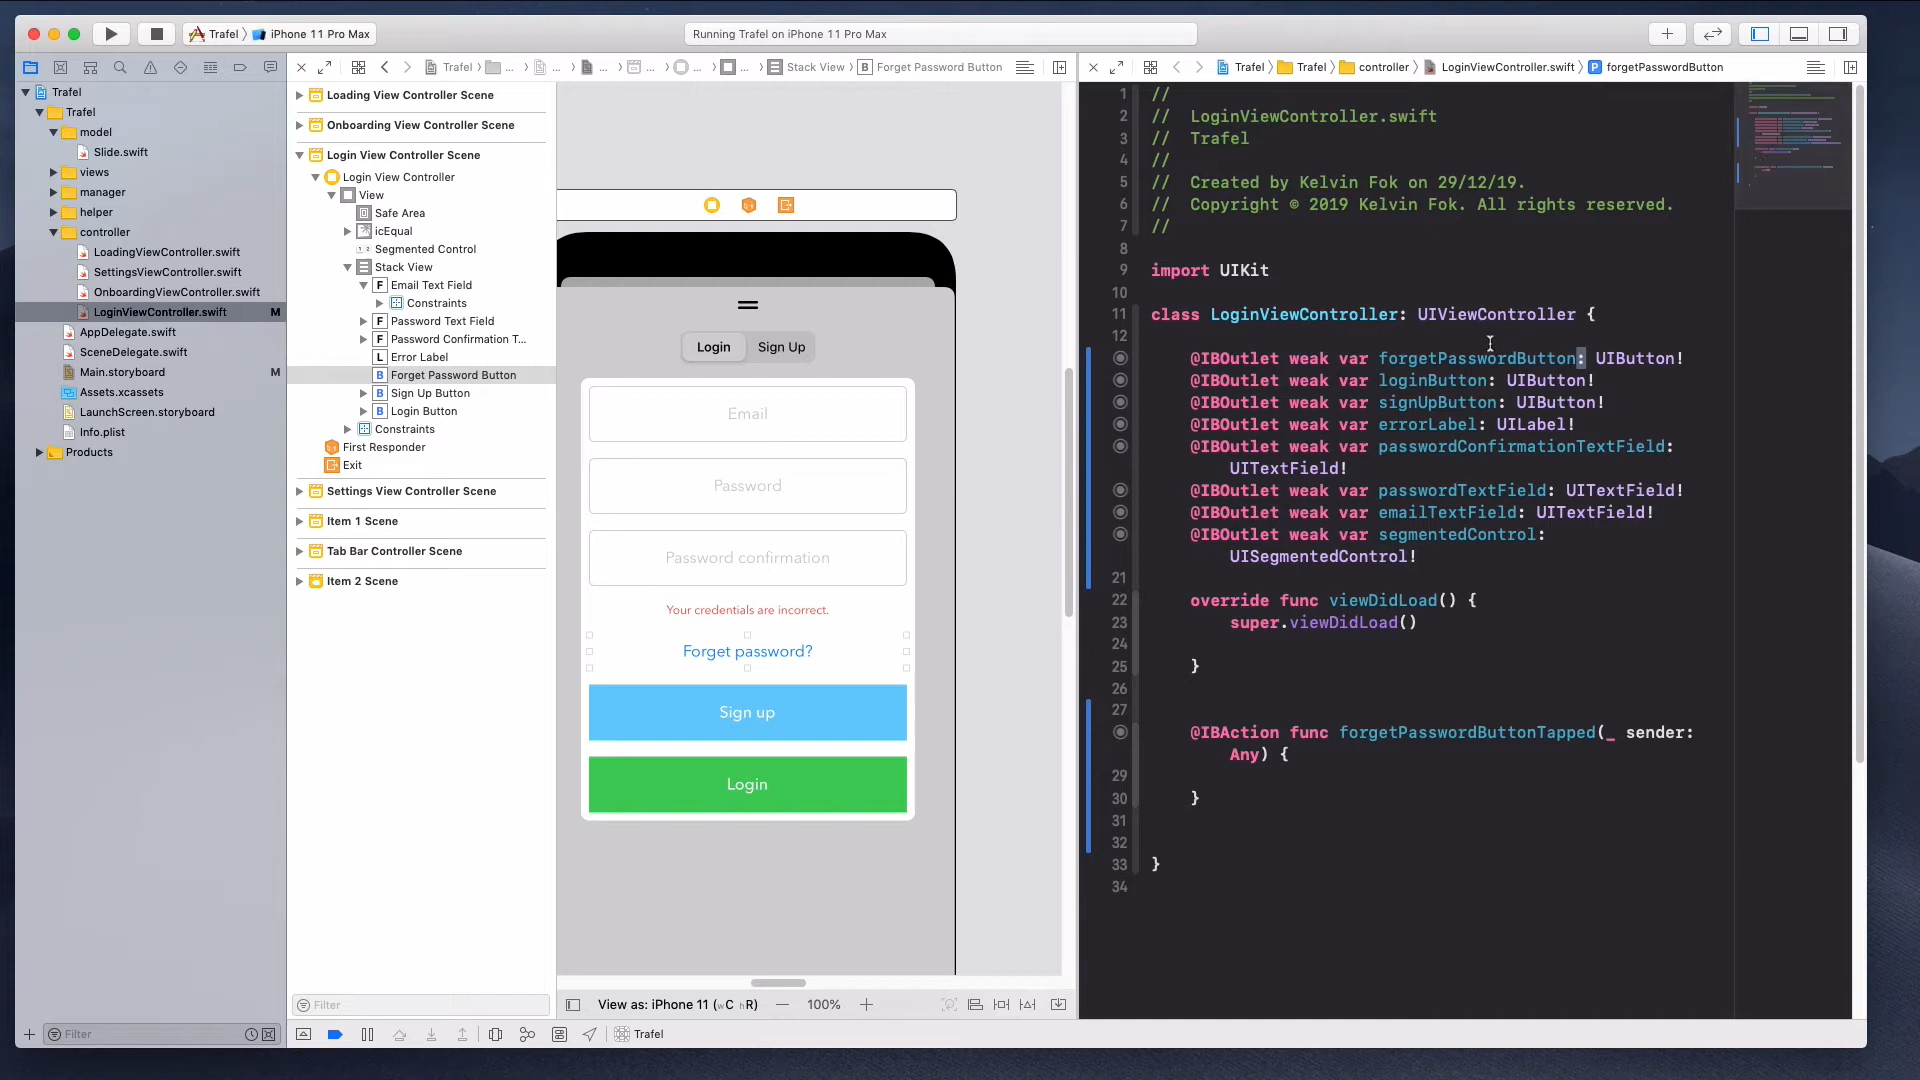 Trafel 〉 iPhone 11 Pro Max
Running Trafel on iPhone 11 Pro Max
Trafel 〉 ... 〉 ... 〉 ... 〉 ... 〉 ... 〉 ... 〉 Stack View 〉 B Forget Password Button
Trafel 〉 Trafel 〉 controller 〉 LoginViewController.swift 〉 P forgetPasswordButton
Trafel
Trafel
model
Slide.swift
views
manager
helper
controller
LoadingViewController.swift
SettingsViewController.swift
OnboardingViewController.swift
LoginViewController.swift M
AppDelegate.swift
SceneDelegate.swift
Main.storyboard M
Assets.xcassets
LaunchScreen.storyboard
Info.plist
Products
Filter
Loading View Controller Scene
Onboarding View Controller Scene
Login View Controller Scene
Login View Controller
View
Safe Area
icEqual
1 2 Segmented Control
Stack View
F Email Text Field
Constraints
F Password Text Field
F Password Confirmation T...
L Error Label
B Forget Password Button
B Sign Up Button
B Login Button
Constraints
First Responder
Exit
Settings View Controller Scene
Item 1 Scene
Tab Bar Controller Scene
Item 2 Scene
Filter
Login Sign Up
Email
Password
Password confirmation
Your credentials are incorrect.
Forget password?
Sign up
Login
View as: iPhone 11 (wC hR) — 100% +
Trafel
1 //
2 //  LoginViewController.swift
3 //  Trafel
4 //
5 //  Created by Kelvin Fok on 29/12/19.
6 //  Copyright © 2019 Kelvin Fok. All rights reserved.
7 //
8
9 import UIKit
10
11 class LoginViewController: UIViewController {
12
@IBOutlet weak var forgetPasswordButton: UIButton!
@IBOutlet weak var loginButton: UIButton!
@IBOutlet weak var signUpButton: UIButton!
@IBOutlet weak var errorLabel: UILabel!
@IBOutlet weak var passwordConfirmationTextField:
UITextField!
@IBOutlet weak var passwordTextField: UITextField!
@IBOutlet weak var emailTextField: UITextField!
@IBOutlet weak var segmentedControl:
UISegmentedControl!
21
22 override func viewDidLoad() {
23 super.viewDidLoad()
24
25 }
26
27
@IBAction func forgetPasswordButtonTapped(_ sender:
Any) {
29
30 }
31
32
33 }
34